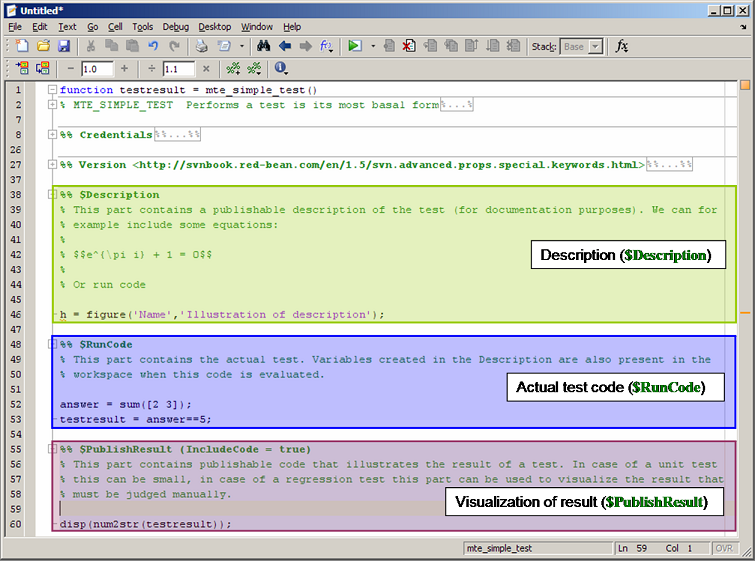 Untitled*
File Edit Text Go Cell Tools Debug Desktop Window Help
Stack: Base fx
1.0 1.1
1 function testresult = mte_simple_test()
2 % MTE_SIMPLE_TEST Performs a test is its most basal form%...%
7
8 %% Credentials%%...%%
26
27 %% Version <http://svnbook.red-bean.com/en/1.5/svn.advanced.props.special.keywords.html>%%...%%
37
38 %% $Description
39 % This part contains a publishable description of the test (for documentation purposes). We can for
40 % example include some equations:
41 %
42 % $$e^{\pi i} + 1 = 0$$
43 %
44 % Or run code
45
46 h = figure('Name','Illustration of description');
Description ($Description)
47
48 %% $RunCode
49 % This part contains the actual test. Variables created in the Description are also present in the
50 % workspace when this code is evaluated.
51
52 answer = sum([2 3]);
53 testresult = answer==5;
Actual test code ($RunCode)
54
55 %% $PublishResult (IncludeCode = true)
56 % This part contains publishable code that illustrates the result of a test. In case of a unit test
57 % this can be small, in case of a regression test this part can be used to visualize the result that
58 % must be judged manually.
59
60 disp(num2str(testresult));
Visualization of result ($PublishResult)
mte_simple_test Ln 59 Col 1 OVR